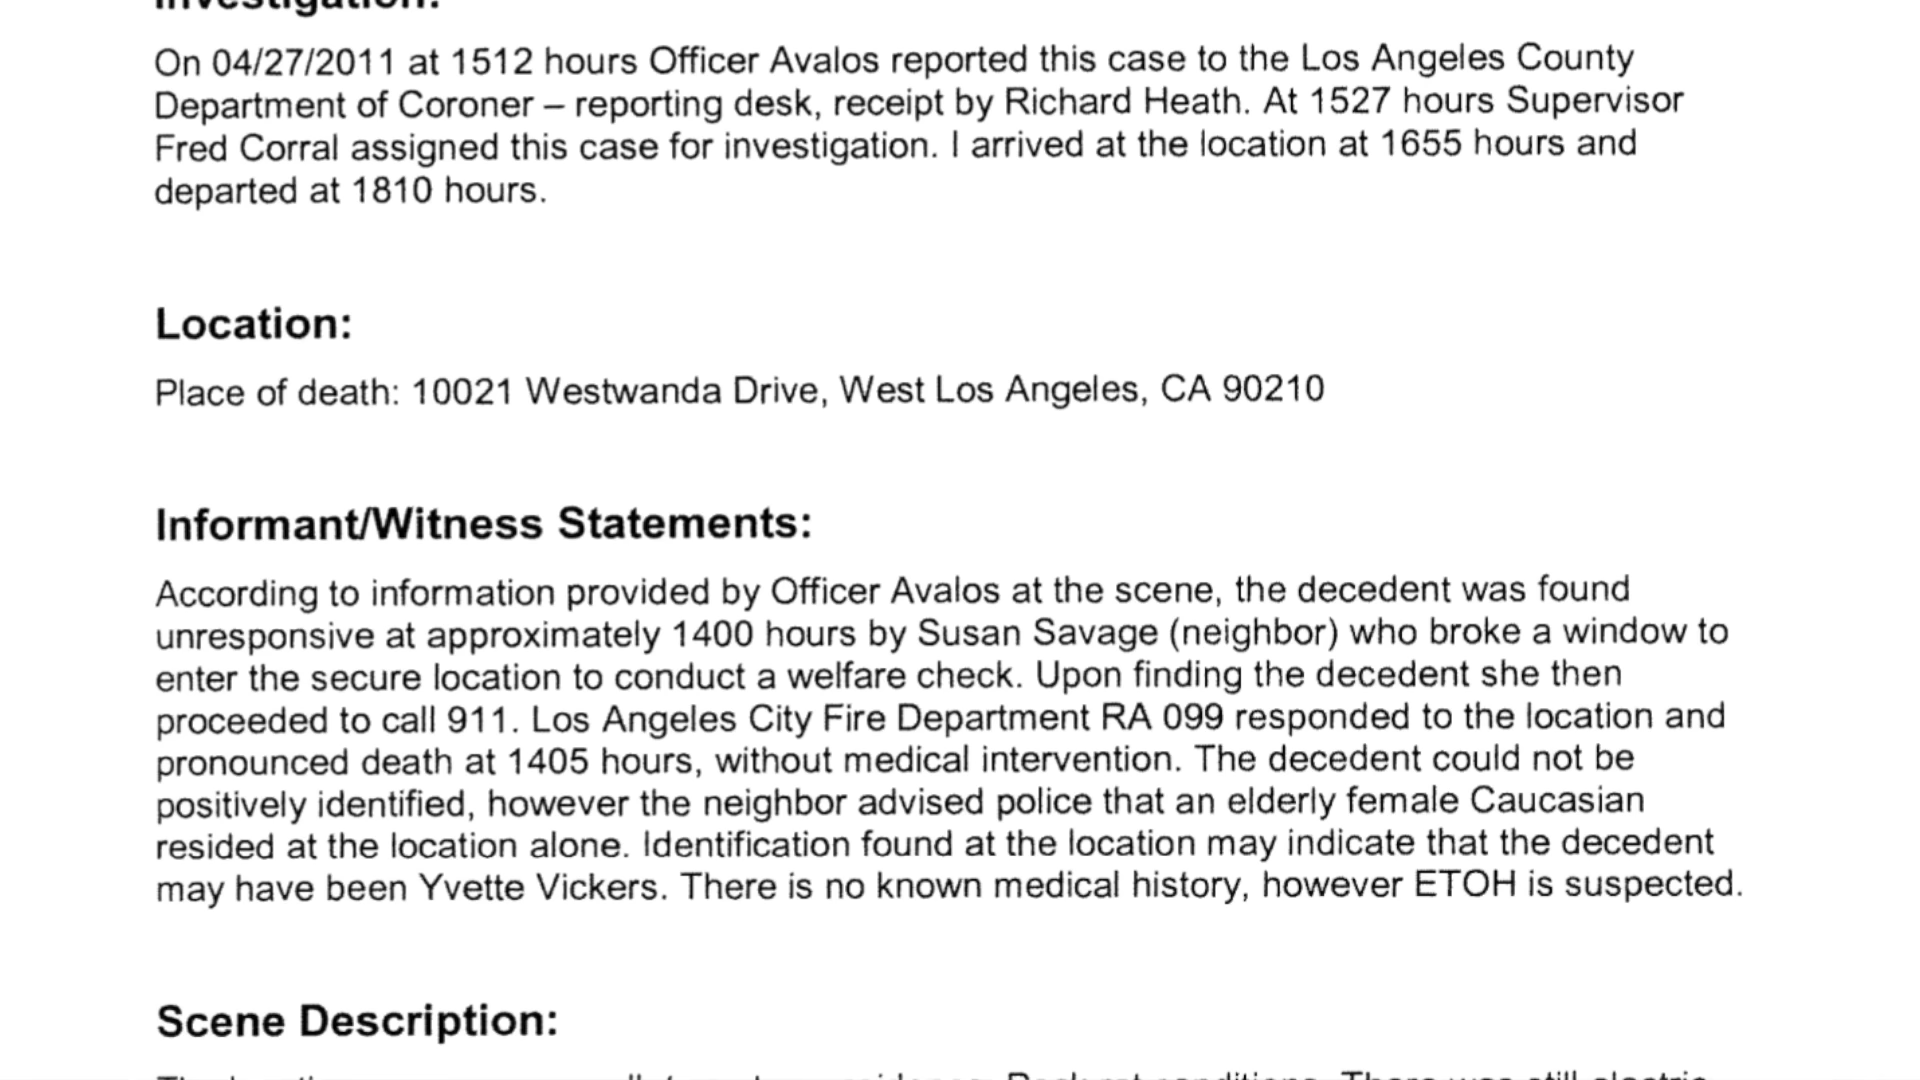 Investigation:
On 04/27/2011 at 1512 hours Officer Avalos reported this case to the Los Angeles County
Department of Coroner – reporting desk, receipt by Richard Heath. At 1527 hours Supervisor
Fred Corral assigned this case for investigation. I arrived at the location at 1655 hours and
departed at 1810 hours.
Location:
Place of death: 10021 Westwanda Drive, West Los Angeles, CA 90210
Informant/Witness Statements:
According to information provided by Officer Avalos at the scene, the decedent was found
unresponsive at approximately 1400 hours by Susan Savage (neighbor) who broke a window to
enter the secure location to conduct a welfare check. Upon finding the decedent she then
proceeded to call 911. Los Angeles City Fire Department RA 099 responded to the location and
pronounced death at 1405 hours, without medical intervention. The decedent could not be
positively identified, however the neighbor advised police that an elderly female Caucasian
resided at the location alone. Identification found at the location may indicate that the decedent
may have been Yvette Vickers. There is no known medical history, however ETOH is suspected.
Scene Description: